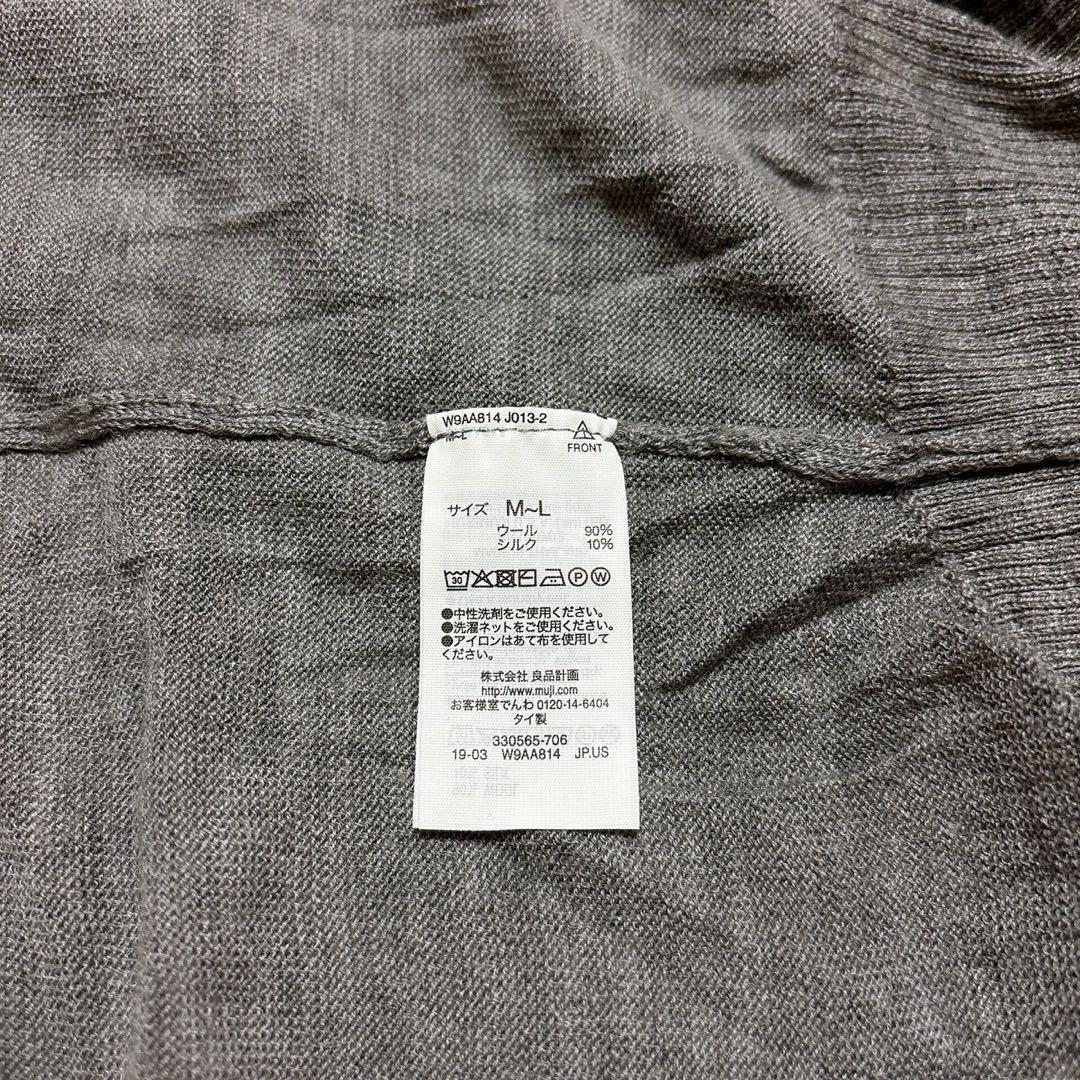 W9AA814 J013-2
M~L
FRONT
サイズ M~L
ウール 90%
シルク 10%
30 P W
●中性洗剤をご使用ください。
●洗濯ネットをご使用ください。
●アイロンはあて布を使用して
ください。
株式会社 良品計画
http://www.muji.com
お客様室でんわ 0120-14-6404
タイ製
330565-706
19-03 W9AA814 JP.US